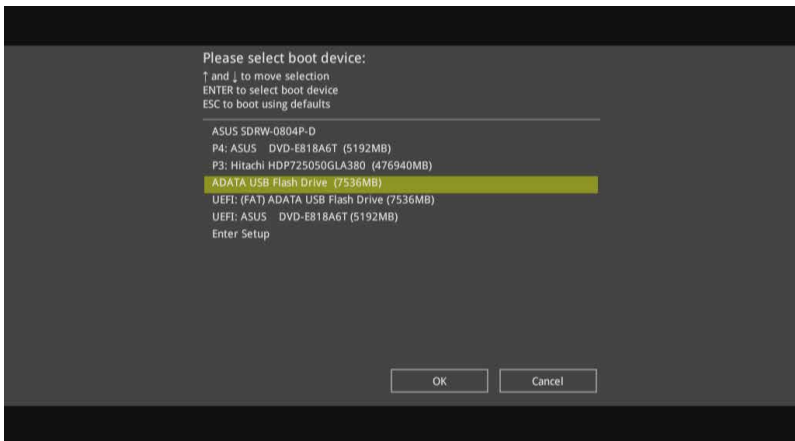 Please select boot device:
↑ and ↓ to move selection
ENTER to select boot device
ESC to boot using defaults
ASUS SDRW-0804P-D
P4: ASUS DVD-E818A6T (5192MB)
P3: Hitachi HDP725050GLA380 (476940MB)
ADATA USB Flash Drive (7536MB)
UEFI: (FAT) ADATA USB Flash Drive (7536MB)
UEFI: ASUS DVD-E818A6T (5192MB)
Enter Setup
OK Cancel